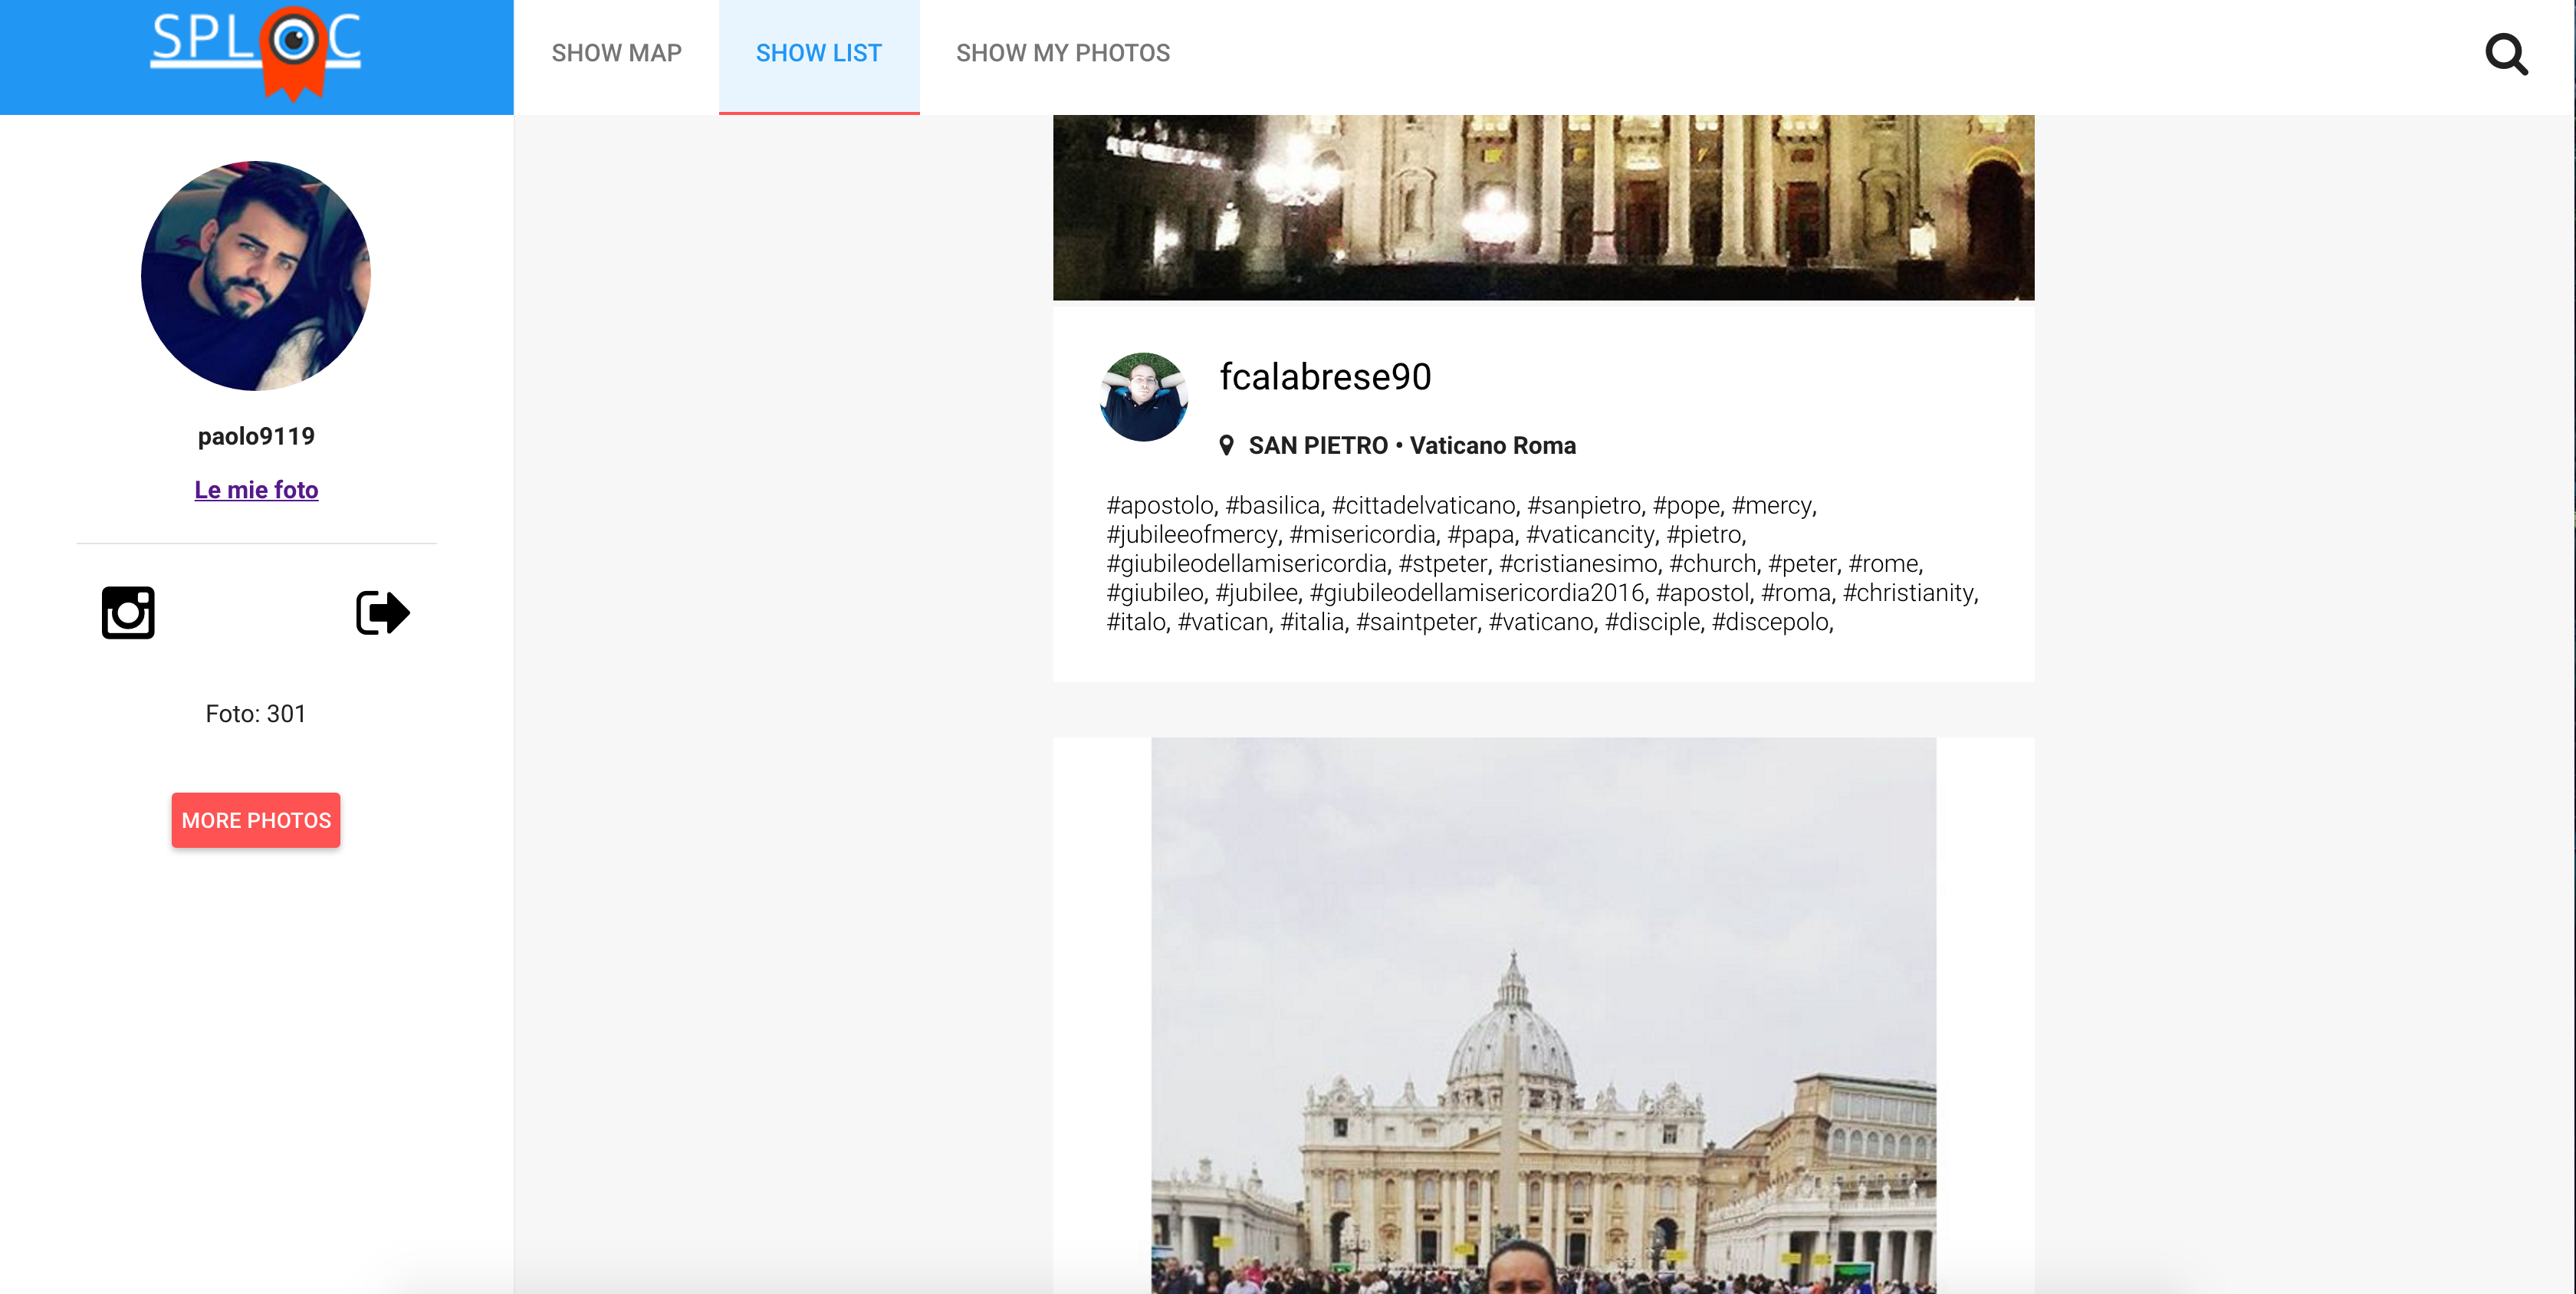 SPLOC
SHOW MAP
SHOW LIST
SHOW MY PHOTOS
paolo9119
Le mie foto
Foto: 301
MORE PHOTOS
fcalabrese90
SAN PIETRO • Vaticano Roma
#apostolo, #basilica, #cittadelvaticano, #sanpietro, #pope, #mercy,
#jubileeofmercy, #misericordia, #papa, #vaticancity, #pietro,
#giubileodellamisericordia, #stpeter, #cristianesimo, #church, #peter, #rome,
#giubileo, #jubilee, #giubileodellamisericordia2016, #apostol, #roma, #christianity,
#italo, #vatican, #italia, #saintpeter, #vaticano, #disciple, #discepolo,